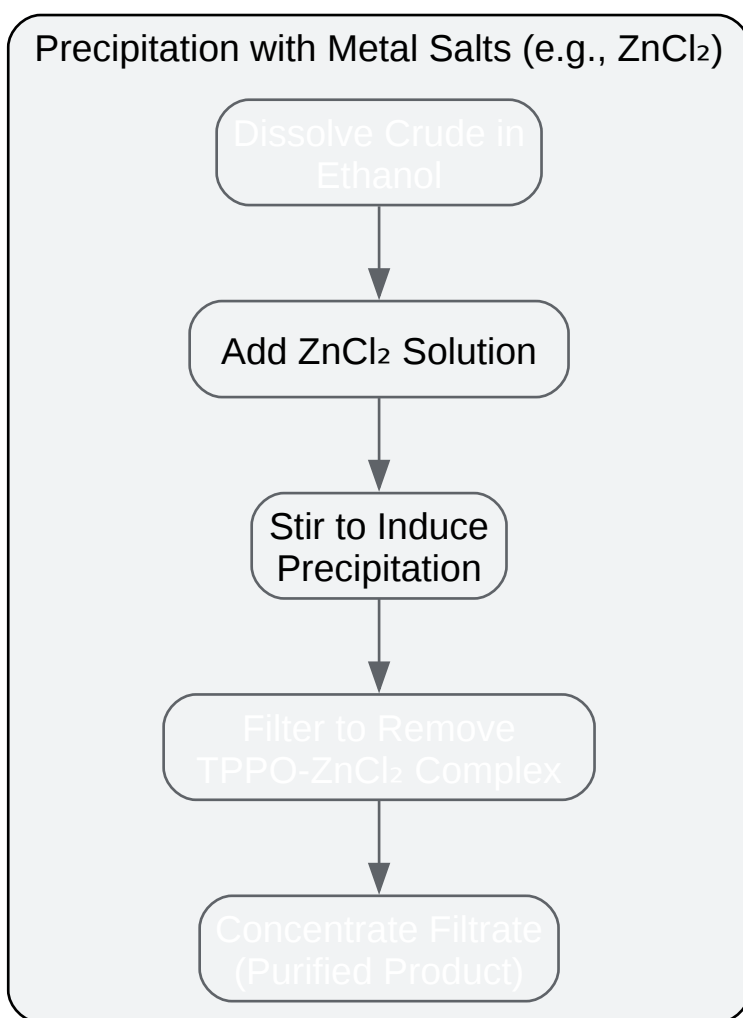 Precipitation with Metal Salts (e.g., ZnCl₂)
Dissolve Crude in
Ethanol
Add ZnCl₂ Solution
Stir to Induce
Precipitation
Filter to Remove
TPPO-ZnCl₂ Complex
Concentrate Filtrate
(Purified Product)